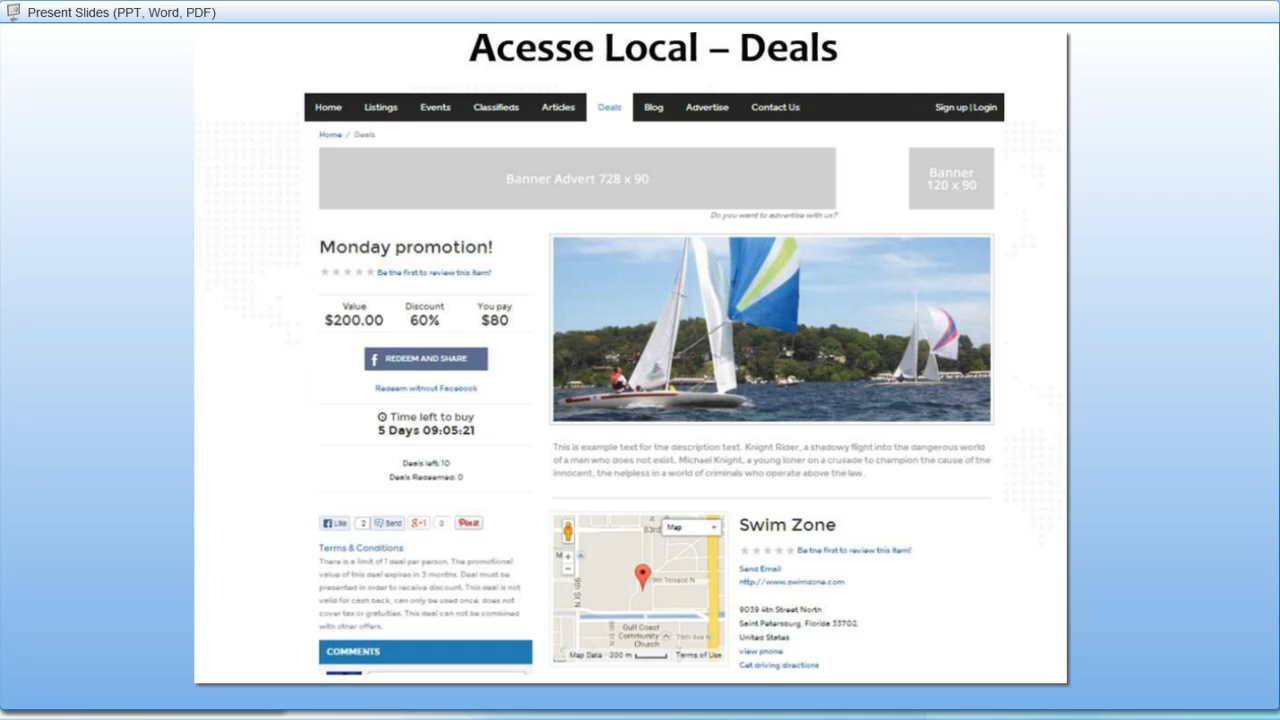 Present Slides (PPT, Word, PDF)
Acesse Local – Deals
Home Listings Events Classifieds Articles Deals Blog Advertise Contact Us Sign up | Login
Home / Deals
Banner Advert 728 x 90
Banner
120 x 90
Do you want to advertise with us?
Monday promotion!
Be the first to review this item!
Value Discount You pay
$200.00 60% $80
f REDEEM AND SHARE
Redeem without Facebook
Time left to buy
5 Days 09:05:21
Deals left: 10
Deals Redeemed: 0
Like 2 Send g+1 0 Pin it
Terms & Conditions
There is a limit of 1 deal per person. The promotional
value of this deal expires in 3 months. Deal must be
presented in order to receive discount. This deal is not
valid for cash back, can only be used once, does not
cover tax or gratuities. This deal can not be combined
with other offers.
COMMENTS
This is example text for the description text. Knight Rider, a shadowy flight into the dangerous world
of a man who does not exist. Michael Knight, a young loner on a crusade to champion the cause of the
innocent, the helpless in a world of criminals who operate above the law.
83rd
Map
9th Terrace N
9th St N
Gulf Coast
Community
Church
Map Data 200 m Terms of Use
Swim Zone
Be the first to review this item!
Send Email
http://www.swimzone.com
9039 4th Street North
Saint Petersburg, Florida 33702
United States
view phone
Get driving directions